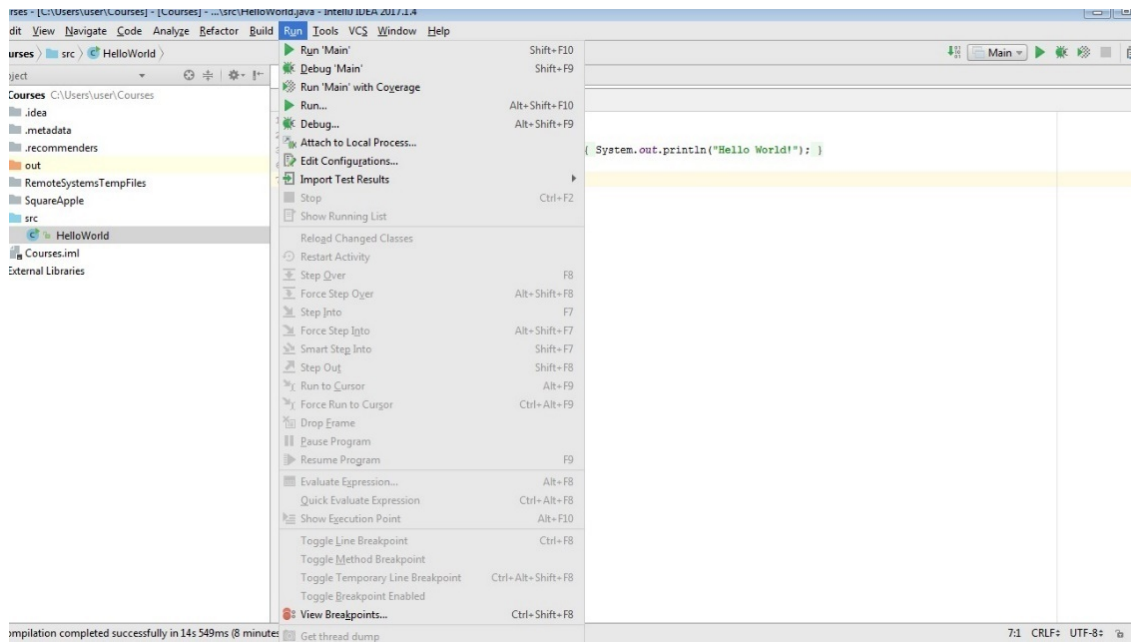 rses - [C:\Users\user\Courses] - [Courses] - ...\src\HelloWorld.java - IntelliJ IDEA 2017.1.4
dit View Navigate Code Analyze Refactor Build Run Tools VCS Window Help
urses src HelloWorld
Main
oject
Courses C:\Users\user\Courses
.idea
.metadata
.recommenders
out
RemoteSystemsTempFiles
SquareApple
src
HelloWorld
Courses.iml
External Libraries
Run 'Main' Shift+F10
Debug 'Main' Shift+F9
Run 'Main' with Coverage
Run... Alt+Shift+F10
Debug... Alt+Shift+F9
Attach to Local Process...
Edit Configurations...
Import Test Results
Stop Ctrl+F2
Show Running List
Reload Changed Classes
Restart Activity
Step Over F8
Force Step Over Alt+Shift+F8
Step Into F7
Force Step Into Alt+Shift+F7
Smart Step Into Shift+F7
Step Out Shift+F8
Run to Cursor Alt+F9
Force Run to Cursor Ctrl+Alt+F9
Drop Frame
Pause Program
Resume Program F9
Evaluate Expression... Alt+F8
Quick Evaluate Expression Ctrl+Alt+F8
Show Execution Point Alt+F10
Toggle Line Breakpoint Ctrl+F8
Toggle Method Breakpoint
Toggle Temporary Line Breakpoint Ctrl+Alt+Shift+F8
Toggle Breakpoint Enabled
View Breakpoints... Ctrl+Shift+F8
Get thread dump
{ System.out.println("Hello World!"); }
ompilation completed successfully in 14s 549ms (8 minutes
7:1 CRLF UTF-8